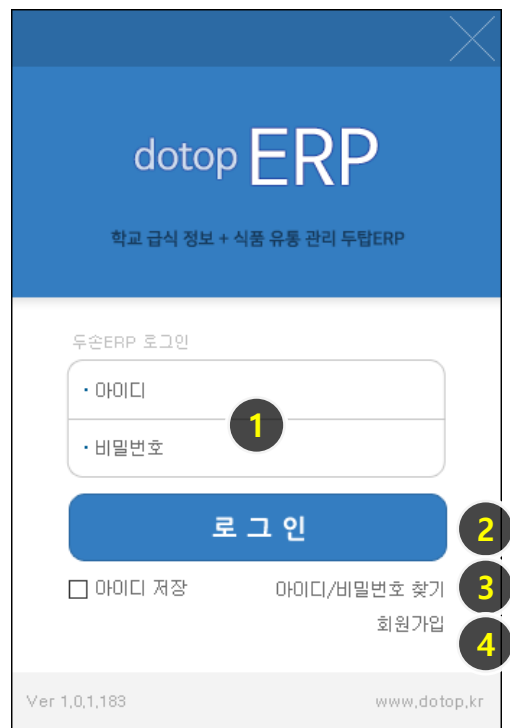 dotop ERP
학교 급식 정보 + 식품 유통 관리 두탑ERP
두손ERP 로그인
· 아이디
1
· 비밀번호
로그인
2
아이디 저장
아이디/비밀번호 찾기
3
회원가입
4
Ver 1,0,1,183
www.dotop.kr